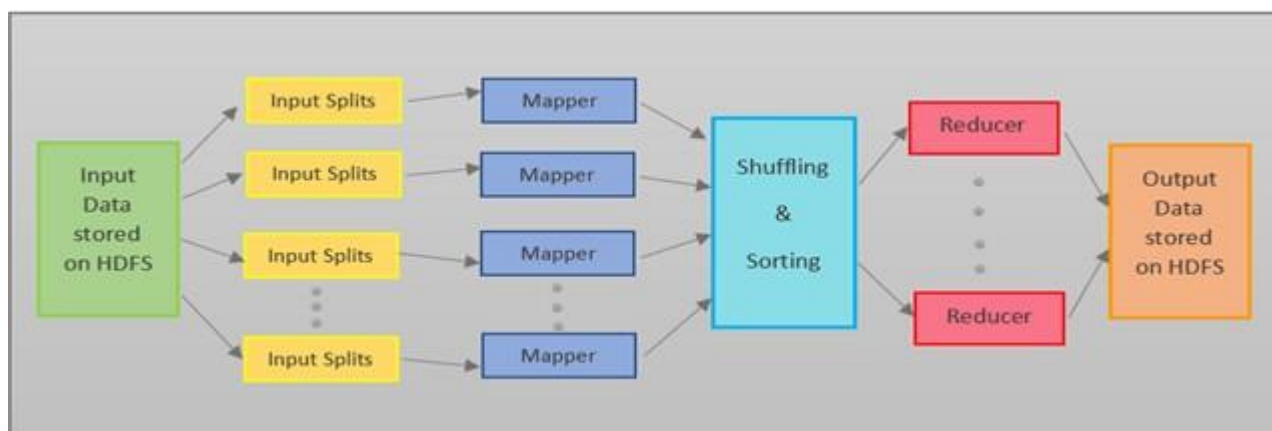 Input
Data
stored
on HDFS
Input Splits
Input Splits
Input Splits
Input Splits
Mapper
Mapper
Mapper
Mapper
Shuffling
&
Sorting
Reducer
Reducer
Output
Data
stored
on HDFS